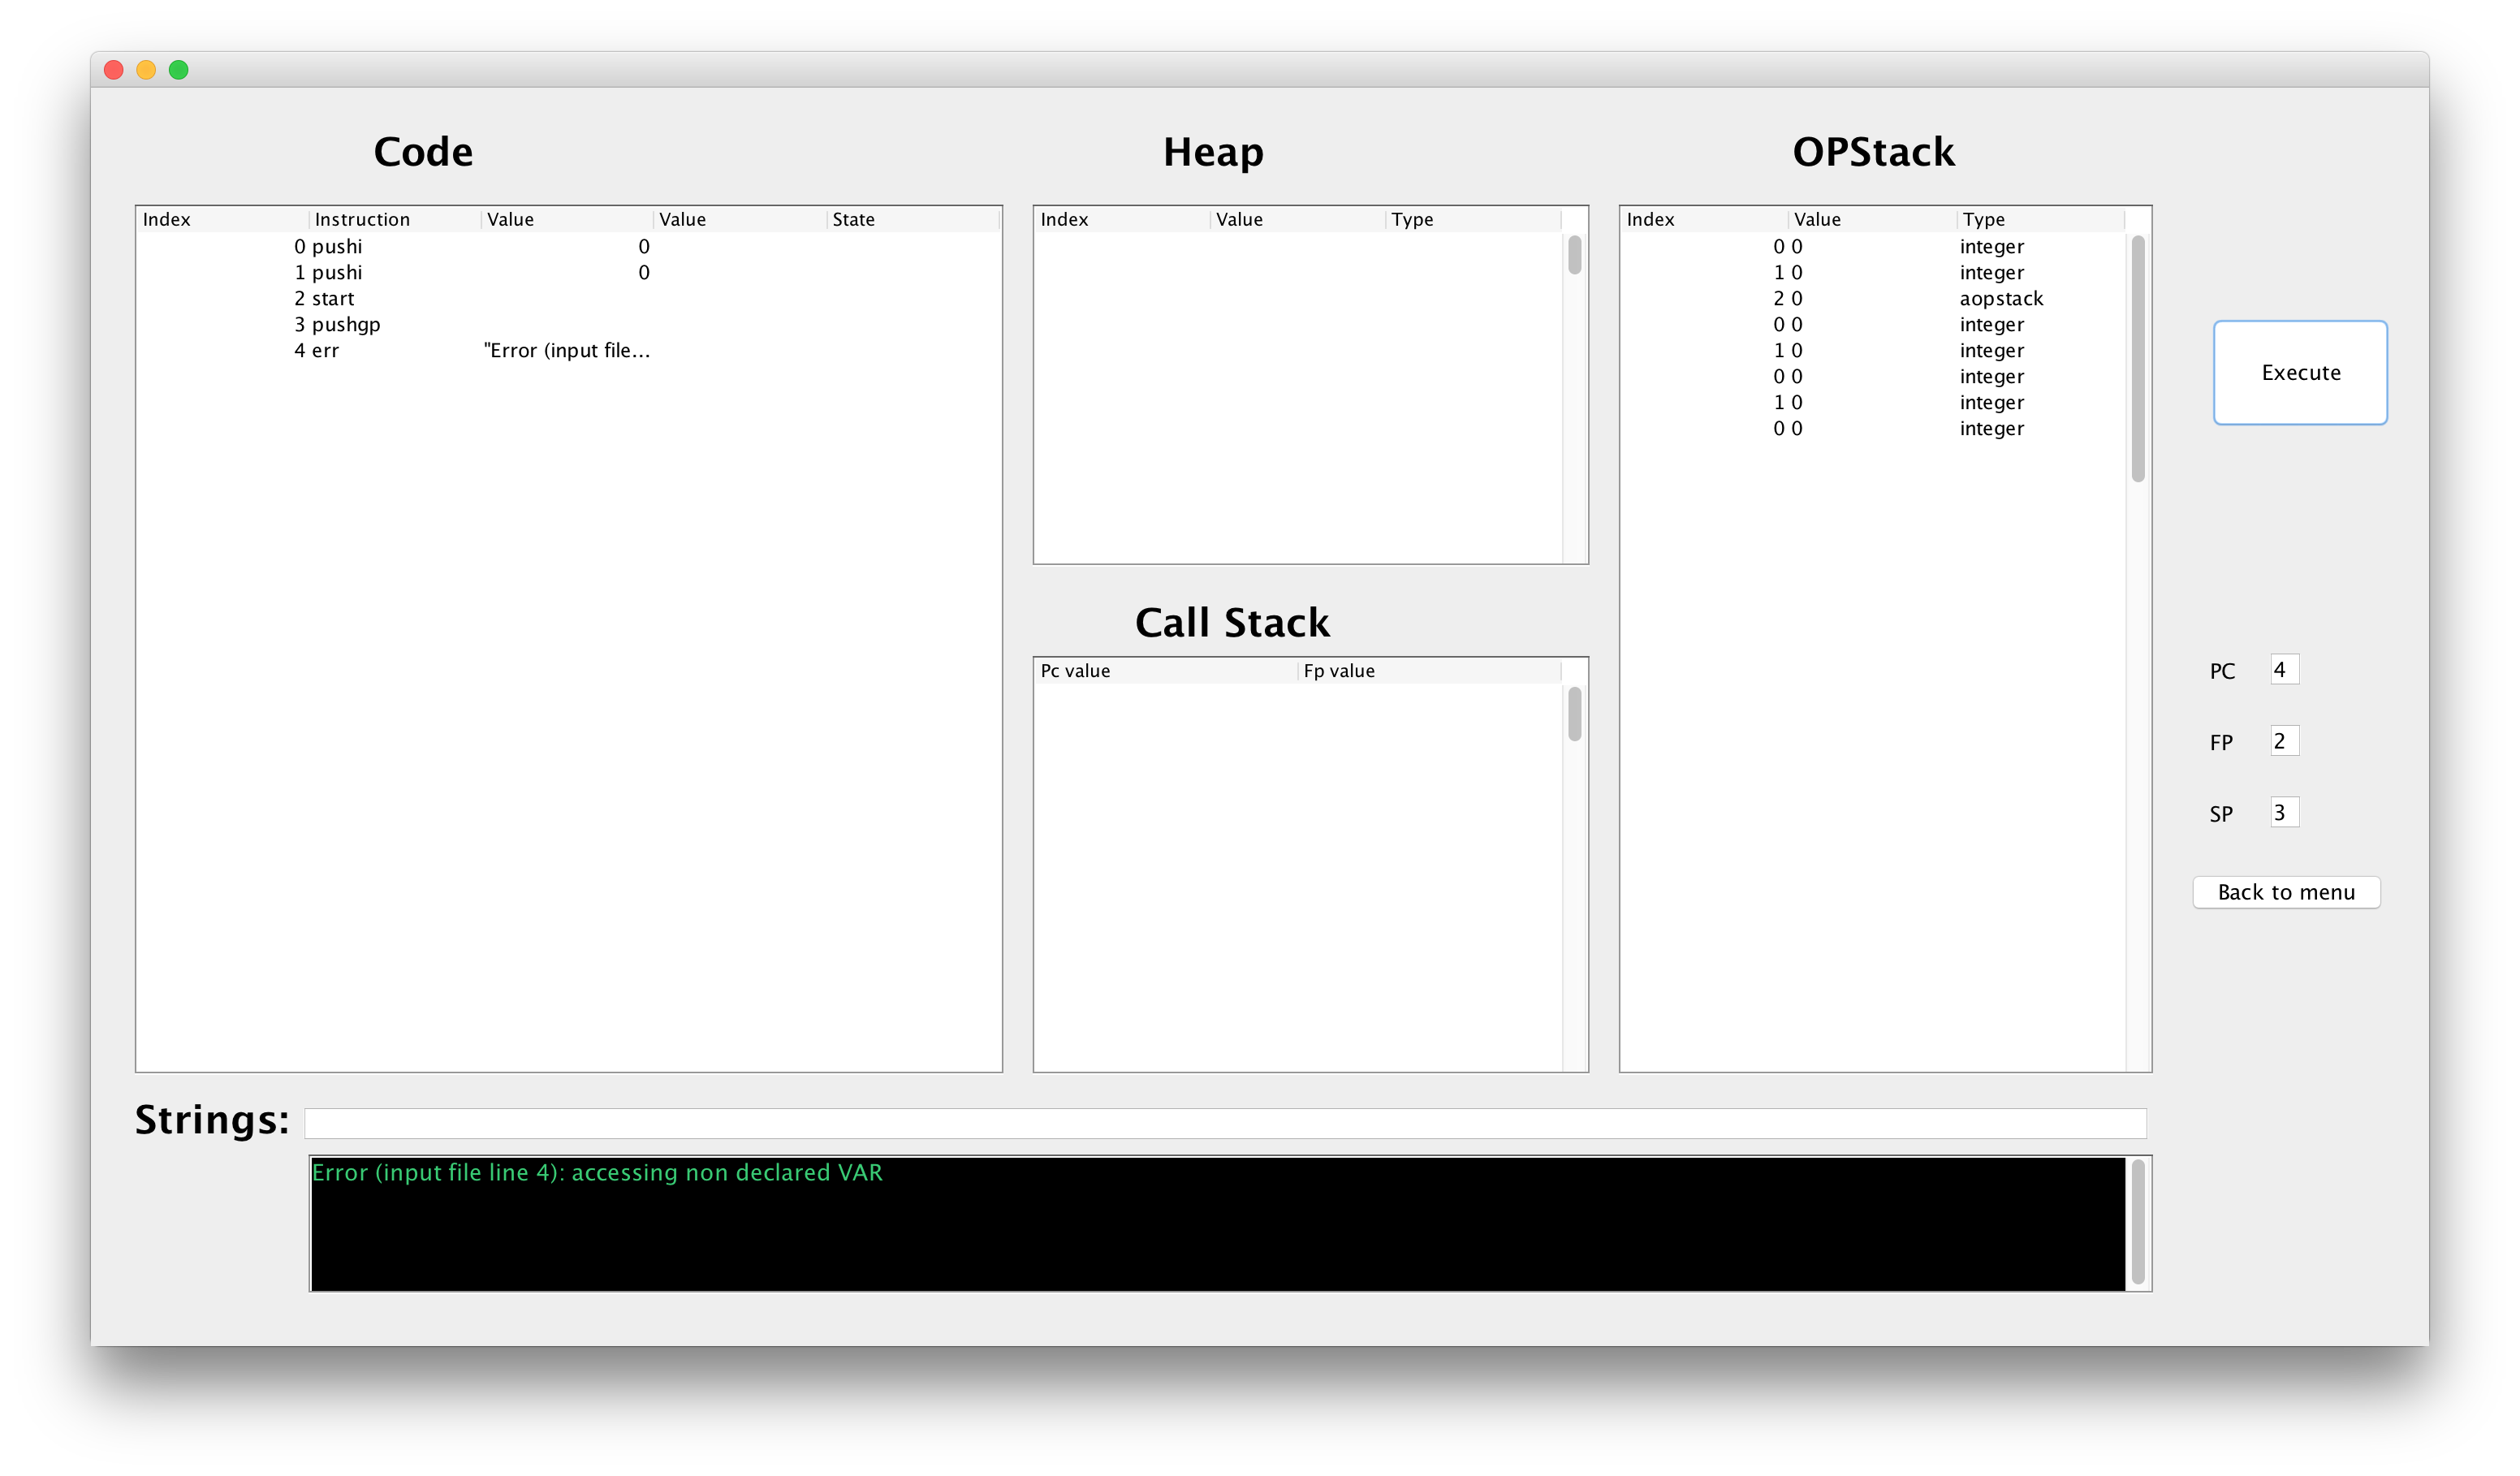 Code
Index Instruction Value Value State
0 pushi 0
1 pushi 0
2 start
3 pushgp
4 err "Error (input file...
Heap
Index Value Type
Call Stack
Pc value Fp value
OPStack
Index Value Type
0 0 integer
1 0 integer
2 0 aopstack
0 0 integer
1 0 integer
0 0 integer
1 0 integer
0 0 integer
Execute
PC 4
FP 2
SP 3
Back to menu
Strings:
Error (input file line 4): accessing non declared VAR